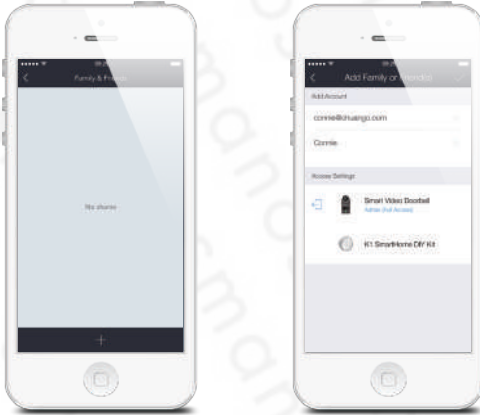 Family & Friends
No shares
Add Family or Friend(s)
Add Account
connie@chuango.com
Connie
Access Settings
Smart Video Doorbell
Admin (Full Access)
K1 SmartHome DIY Kit